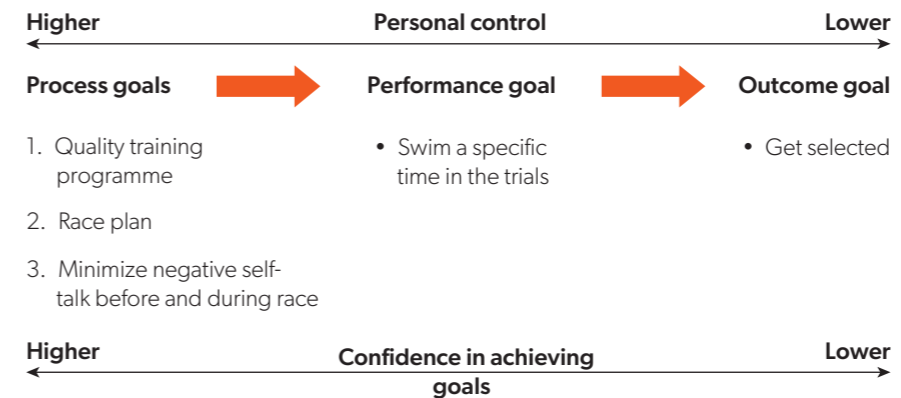 Higher Personal control Lower
Process goals Performance goal Outcome goal
1. Quality training
programme
2. Race plan
3. Minimize negative self-
talk before and during race
• Swim a specific
time in the trials
• Get selected
Higher Confidence in achieving Lower
goals